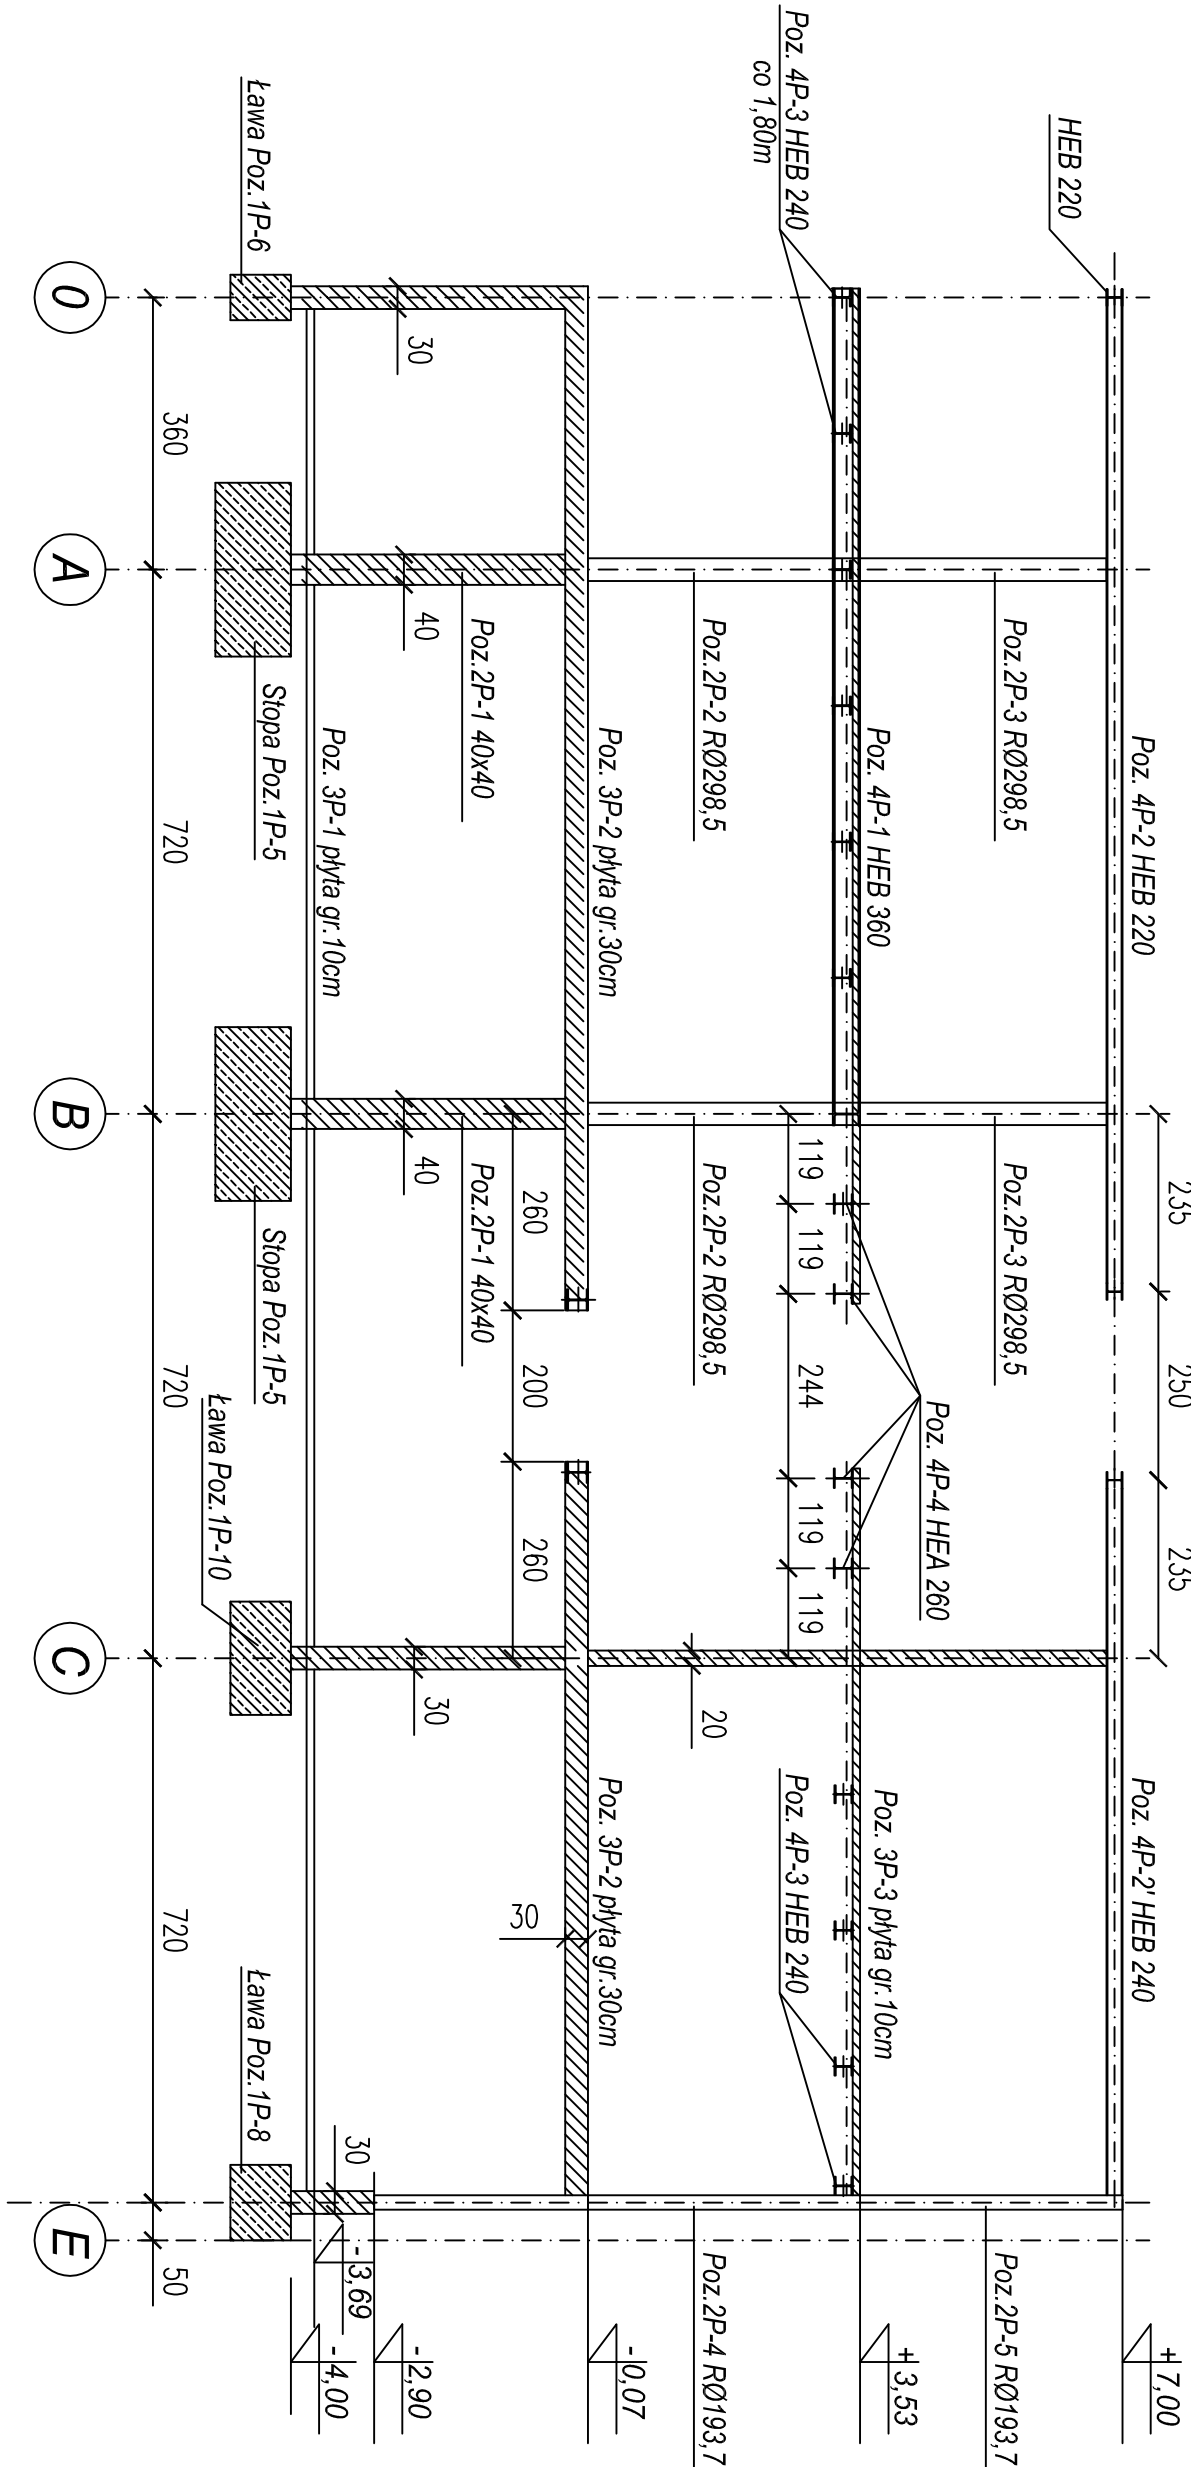 HEB 220
Poz. 4P-2 HEB 220
235
250
235
Poz. 4P-2' HEB 240
+7,00
Poz.2P-3 RØ298,5
Poz.2P-3 RØ298,5
Poz.2P-5 RØ193,7
Poz. 4P-3 HEB 240
co 1,80m
Poz. 4P-1 HEB 360
Poz. 4P-4 HEA 260
Poz. 3P-3 płyta gr.10cm
+3,53
119
119
244
119
119
Poz. 4P-3 HEB 240
Poz.2P-2 RØ298,5
Poz.2P-2 RØ298,5
20
Poz.2P-4 RØ193,7
Poz. 3P-2 płyta gr.30cm
Poz. 3P-2 płyta gr.30cm
-0,07
260
200
260
30
Poz.2P-1 40x40
Poz.2P-1 40x40
30
40
40
30
-2,90
Poz. 3P-1 płyta gr.10cm
30
-3,69
-4,00
Ława Poz.1P-6
Stopa Poz.1P-5
Stopa Poz.1P-5
Ława Poz.1P-10
Ława Poz.1P-8
360
720
720
720
50
0
A
B
C
E